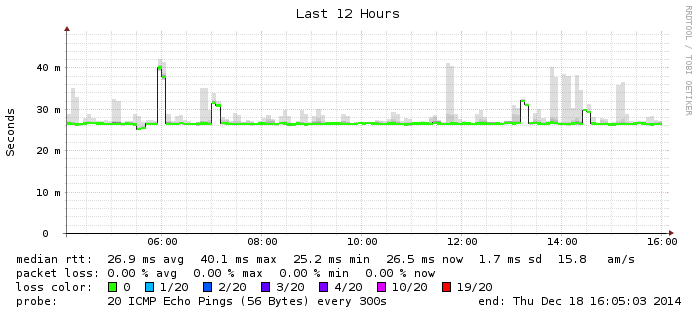 Last 12 Hours
RRDTOOL / TOBI OETIKER
Seconds
40 m
30 m
20 m
10 m
0
06:00 08:00 10:00 12:00 14:00 16:00
median rtt: 26.9 ms avg 40.1 ms max 25.2 ms min 26.5 ms now 1.7 ms sd 15.8 am/s
packet loss: 0.00 % avg 0.00 % max 0.00 % min 0.00 % now
loss color: 0 1/20 2/20 3/20 4/20 10/20 19/20
probe: 20 ICMP Echo Pings (56 Bytes) every 300s end: Thu Dec 18 16:05:03 2014